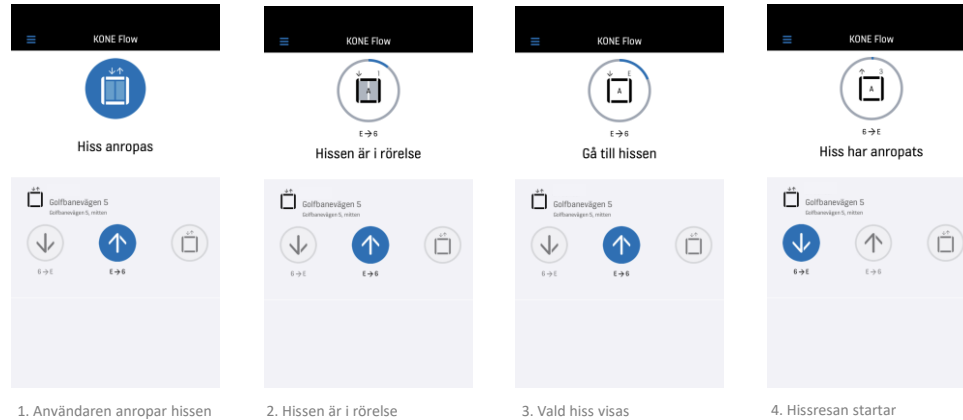 KONE Flow
Hiss anropas
Golfbanevägen 5
Golfbanevägen 5, mitten
6→E
E→6
1. Användaren anropar hissen
KONE Flow
1
A
E→6
Hissen är i rörelse
Golfbanevägen 5
Golfbanevägen 5, mitten
6→E
E→6
2. Hissen är i rörelse
KONE Flow
E
A
E→6
Gå till hissen
Golfbanevägen 5
Golfbanevägen 5, mitten
6→E
E→6
3. Vald hiss visas
KONE Flow
3
A
6→E
Hiss har anropats
Golfbanevägen 5
Golfbanevägen 5, mitten
6→E
E→6
4. Hissresan startar